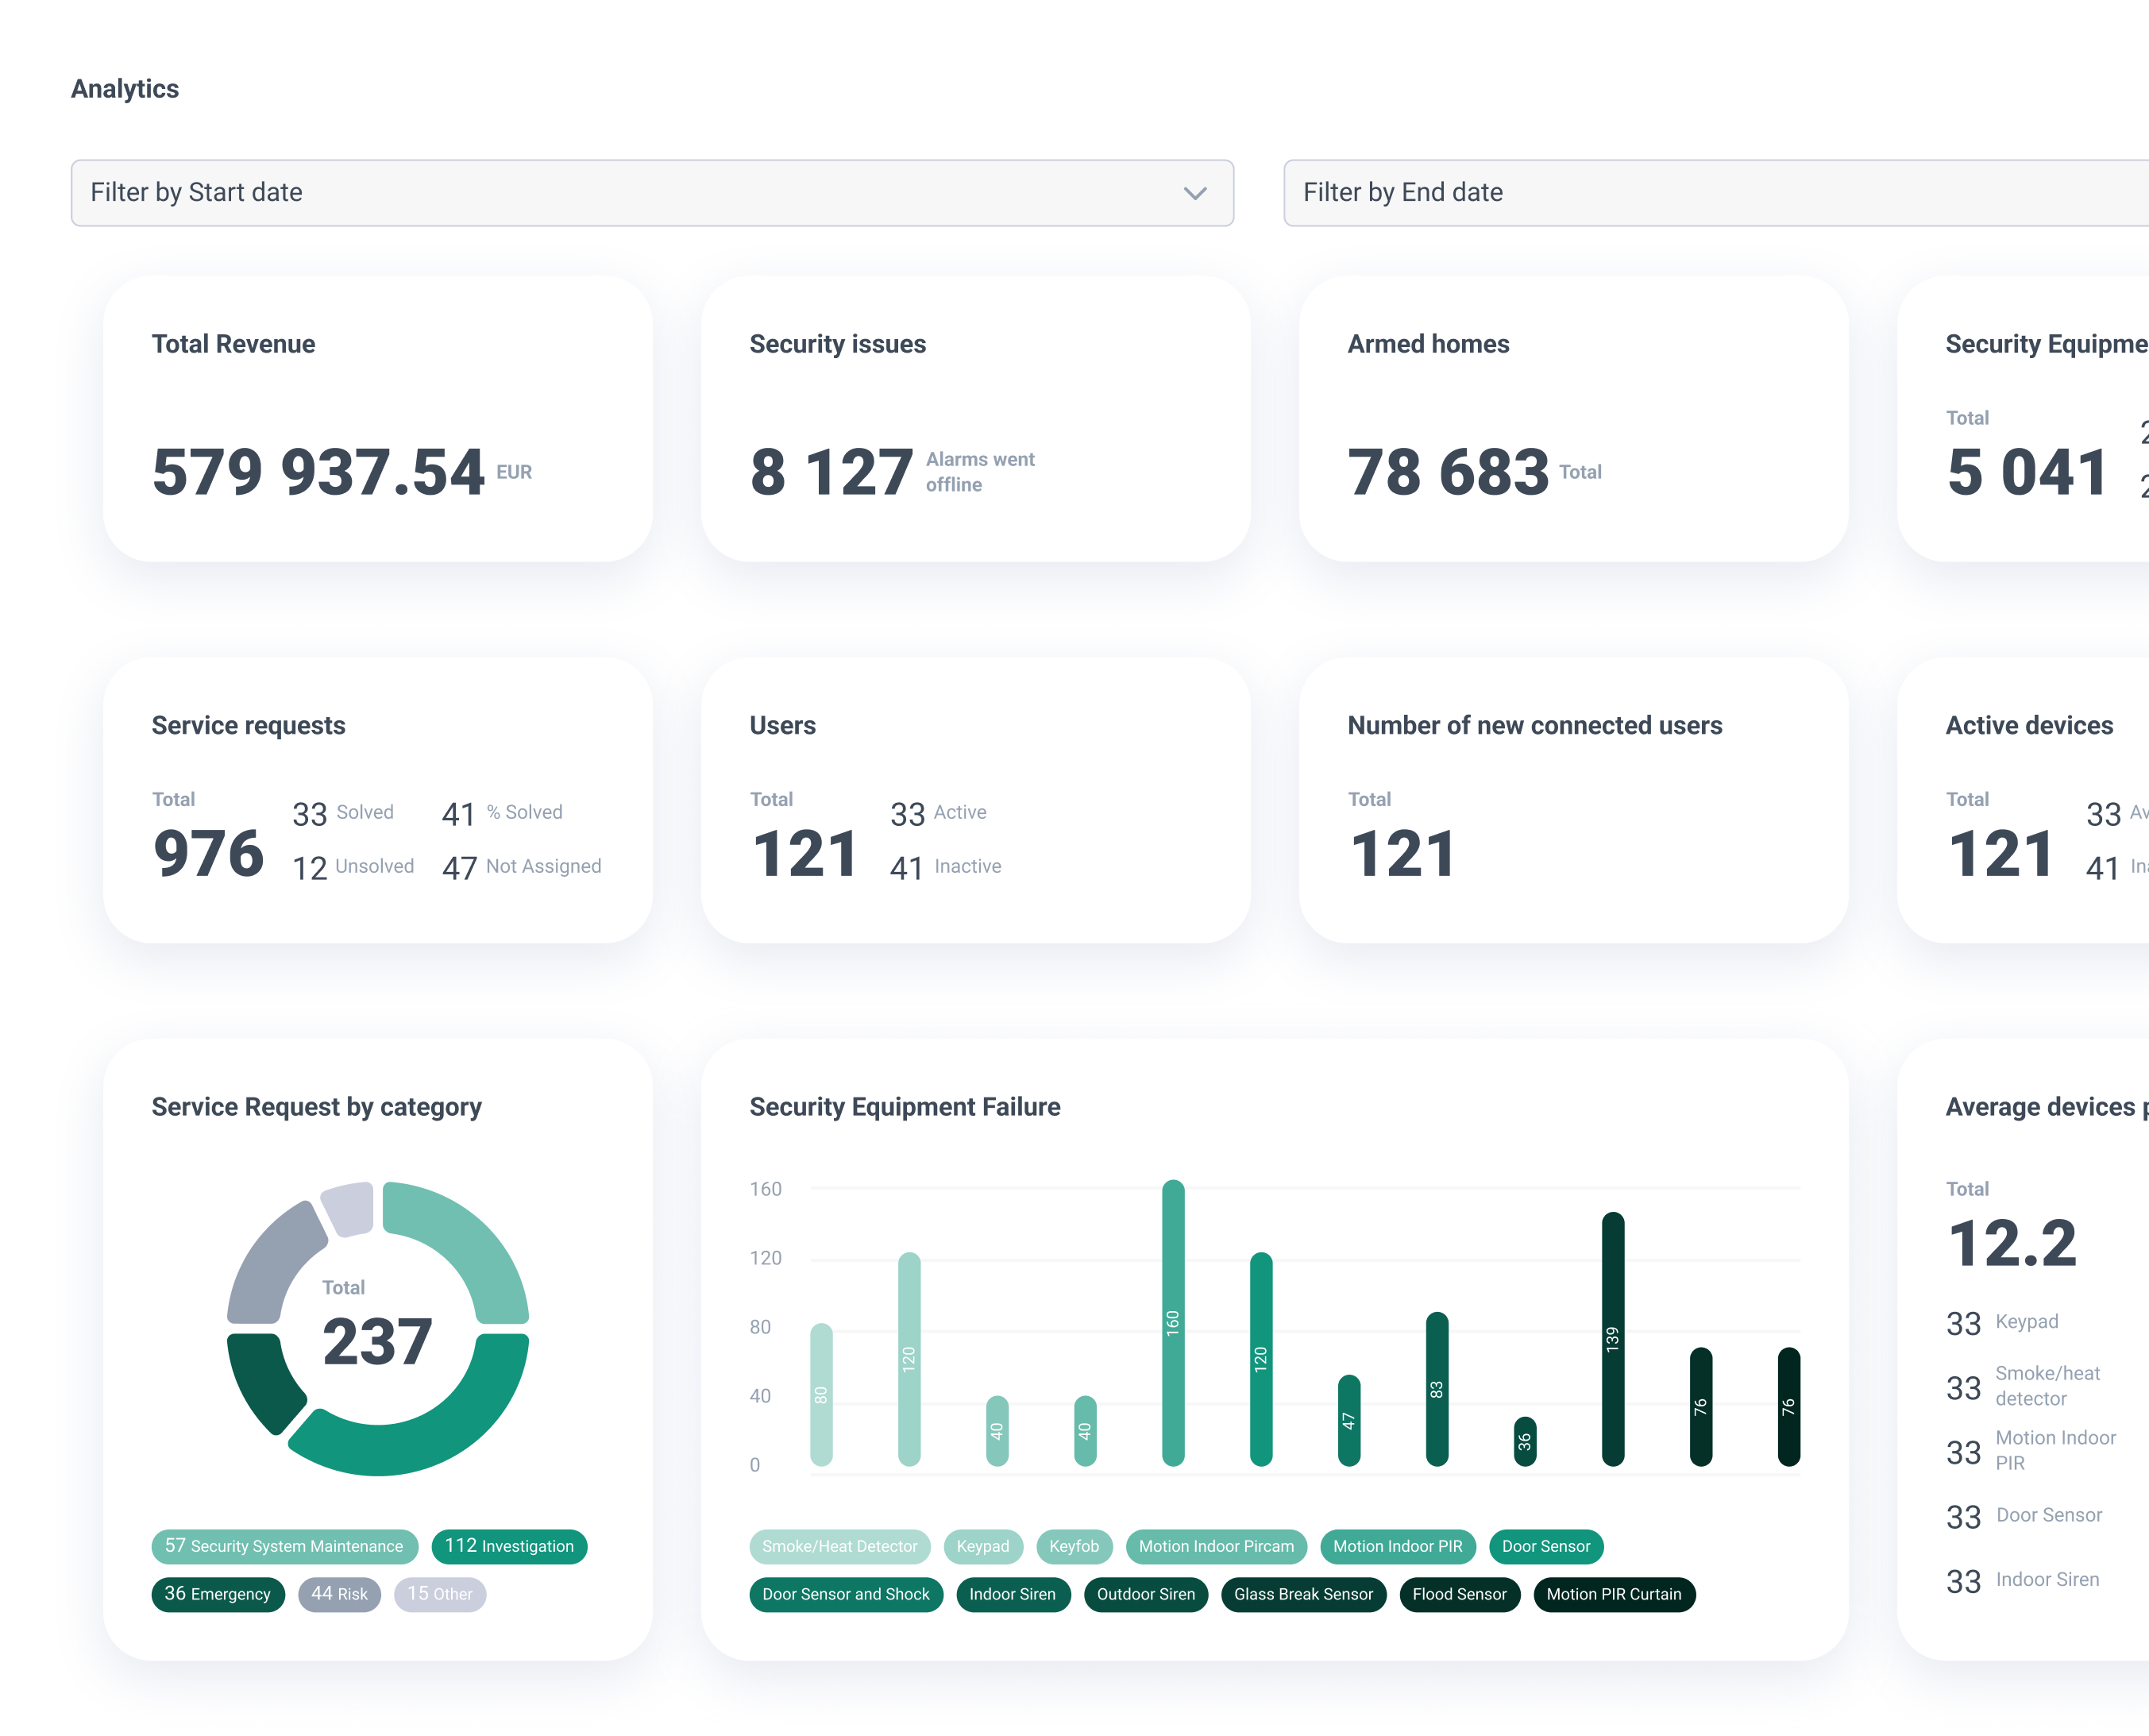 Analytics
Filter by Start date
Filter by End date
Total Revenue
579 937.54 EUR
Security issues
8 127 Alarms went
offline
Armed homes
78 683 Total
Security
Total
5 041
Service requests
Total
976
33 Solved
41 % Solved
12 Unsolved
47 Not Assigned
Users
Total
121
33 Active
41 Inactive
Number of new connected users
Total
121
Active devices
Total
121
33
41
Service Request by category
Total
237
57 Security System Maintenance
112 Investigation
36 Emergency
44 Risk
15 Other
Security Equipment Failure
160
120
80
40
0
80
120
40
40
160
120
47
83
36
139
76
76
Smoke/Heat Detector
Keypad
Keyfob
Motion Indoor Pircam
Motion Indoor PIR
Door Sensor
Door Sensor and Shock
Indoor Siren
Outdoor Siren
Glass Break Sensor
Flood Sensor
Motion PIR Curtain
Average devices
Total
12.2
33 Keypad
33 Smoke/heat
detector
33 Motion Indoor
PIR
33 Door Sensor
33 Indoor Siren